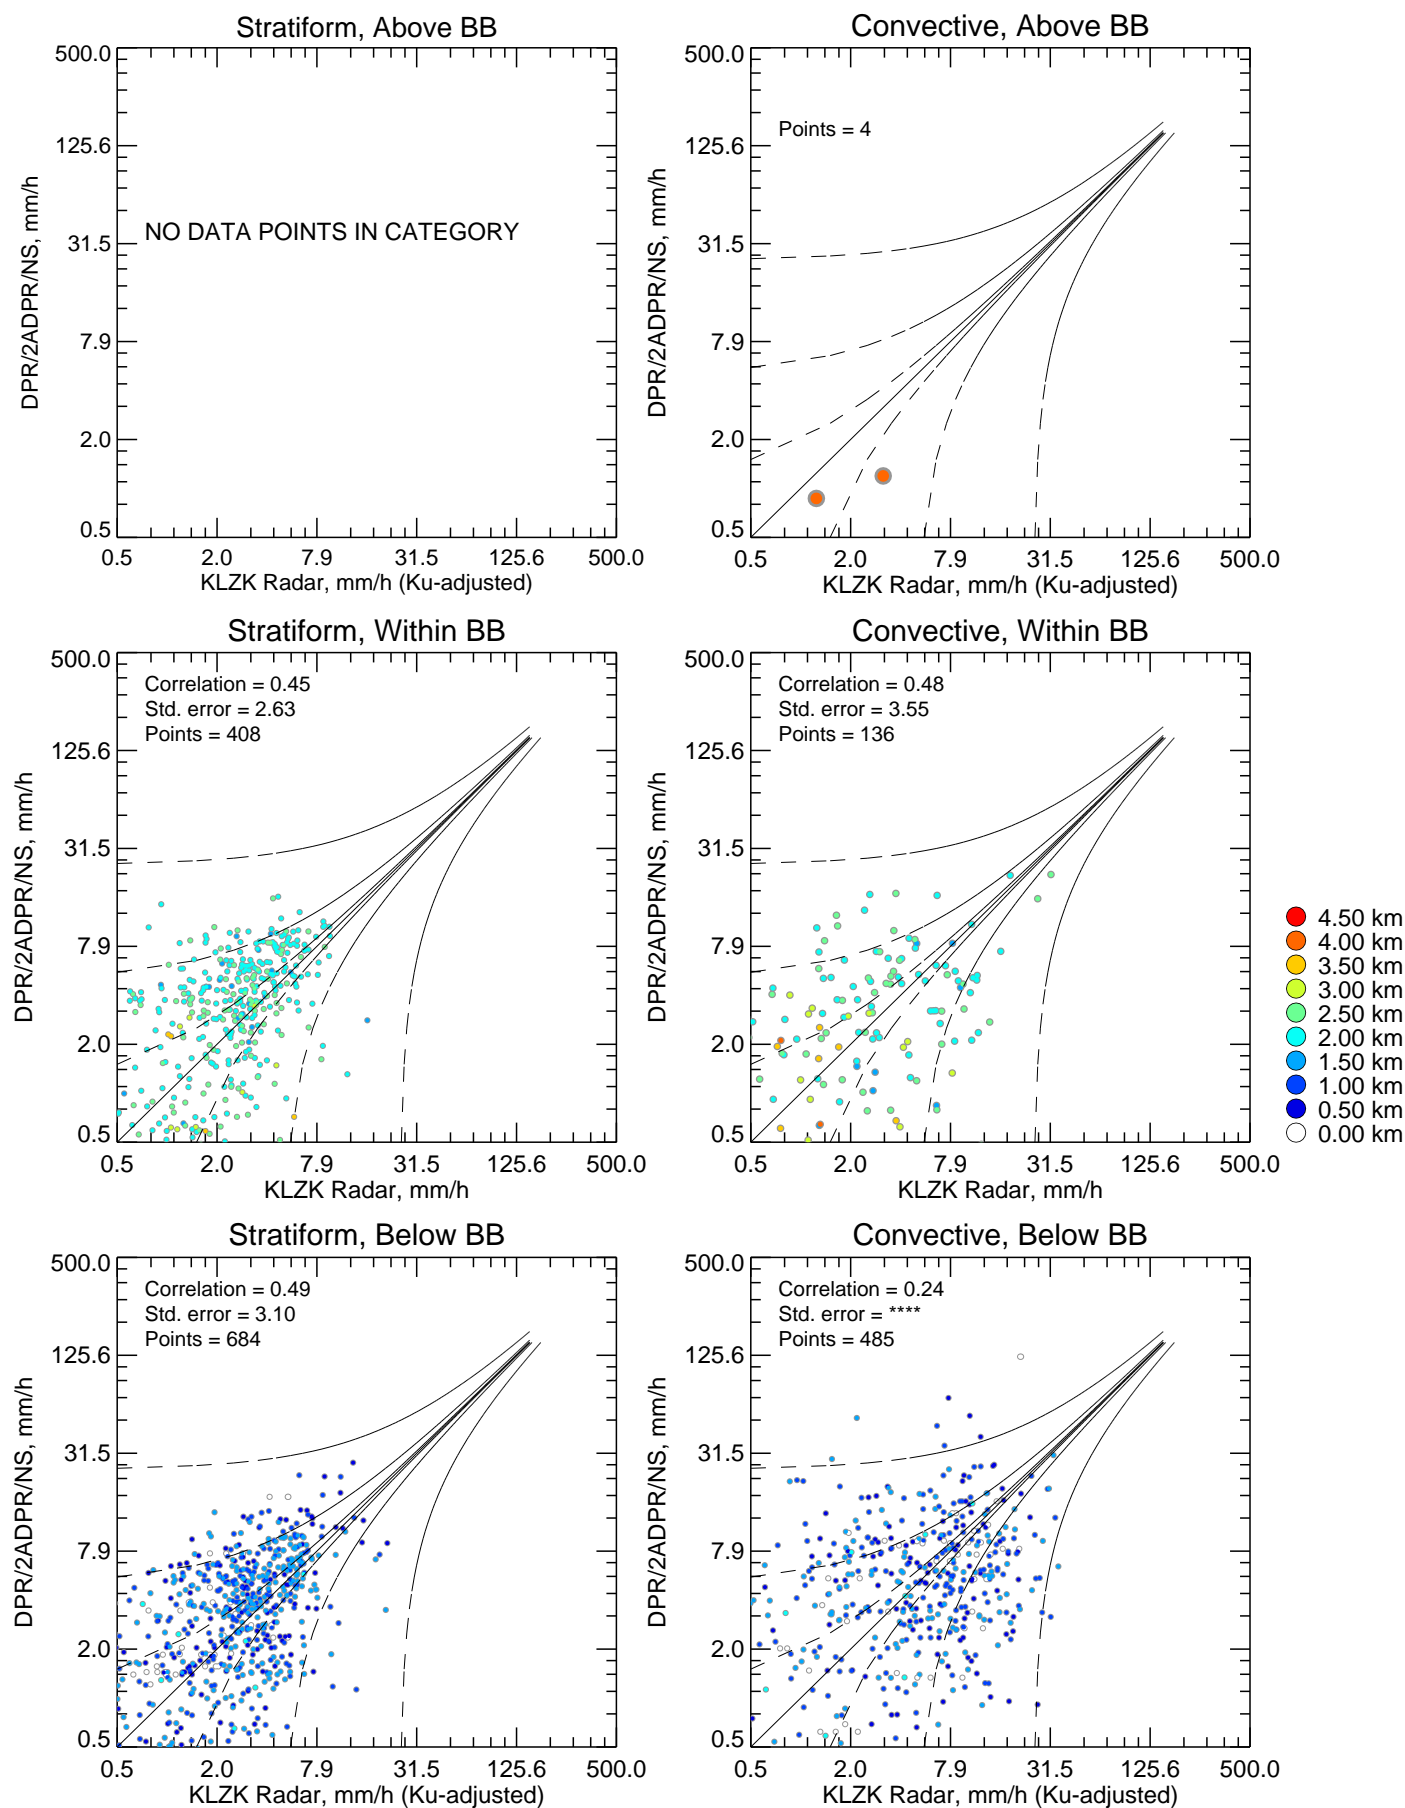 Stratiform, Above BB
500.0
125.6
31.5
7.9
2.0
0.5
DPR/2ADPR/NS, mm/h
NO DATA POINTS IN CATEGORY
0.5 2.0 7.9 31.5 125.6 500.0
KLZK Radar, mm/h (Ku-adjusted)
Convective, Above BB
500.0
125.6
31.5
7.9
2.0
0.5
DPR/2ADPR/NS, mm/h
Points = 4
0.5 2.0 7.9 31.5 125.6 500.0
KLZK Radar, mm/h (Ku-adjusted)
Stratiform, Within BB
500.0
125.6
31.5
7.9
2.0
0.5
DPR/2ADPR/NS, mm/h
Correlation = 0.45
Std. error = 2.63
Points = 408
0.5 2.0 7.9 31.5 125.6 500.0
KLZK Radar, mm/h
Convective, Within BB
500.0
125.6
31.5
7.9
2.0
0.5
DPR/2ADPR/NS, mm/h
Correlation = 0.48
Std. error = 3.55
Points = 136
0.5 2.0 7.9 31.5 125.6 500.0
KLZK Radar, mm/h
4.50 km
4.00 km
3.50 km
3.00 km
2.50 km
2.00 km
1.50 km
1.00 km
0.50 km
0.00 km
Stratiform, Below BB
500.0
125.6
31.5
7.9
2.0
0.5
DPR/2ADPR/NS, mm/h
Correlation = 0.49
Std. error = 3.10
Points = 684
0.5 2.0 7.9 31.5 125.6 500.0
KLZK Radar, mm/h (Ku-adjusted)
Convective, Below BB
500.0
125.6
31.5
7.9
2.0
0.5
DPR/2ADPR/NS, mm/h
Correlation = 0.24
Std. error = ****
Points = 485
0.5 2.0 7.9 31.5 125.6 500.0
KLZK Radar, mm/h (Ku-adjusted)